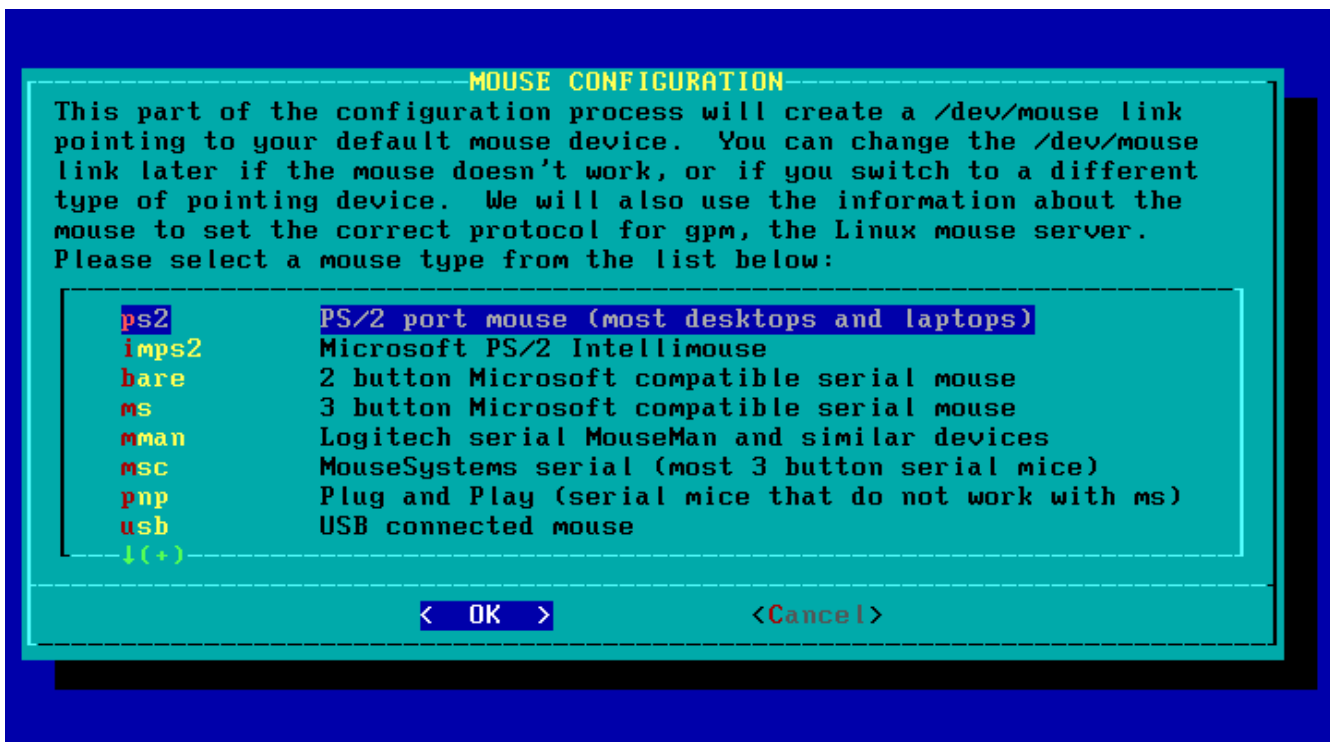 MOUSE CONFIGURATION
This part of the configuration process will create a /dev/mouse link
pointing to your default mouse device.  You can change the /dev/mouse
link later if the mouse doesn't work, or if you switch to a different
type of pointing device.  We will also use the information about the
mouse to set the correct protocol for gpm, the Linux mouse server.
Please select a mouse type from the list below:
ps2 PS/2 port mouse (most desktops and laptops)
imps2 Microsoft PS/2 Intellimouse
bare 2 button Microsoft compatible serial mouse
ms 3 button Microsoft compatible serial mouse
mman Logitech serial MouseMan and similar devices
msc MouseSystems serial (most 3 button serial mice)
pnp Plug and Play (serial mice that do not work with ms)
usb USB connected mouse
↓(+)
< OK > <Cancel>